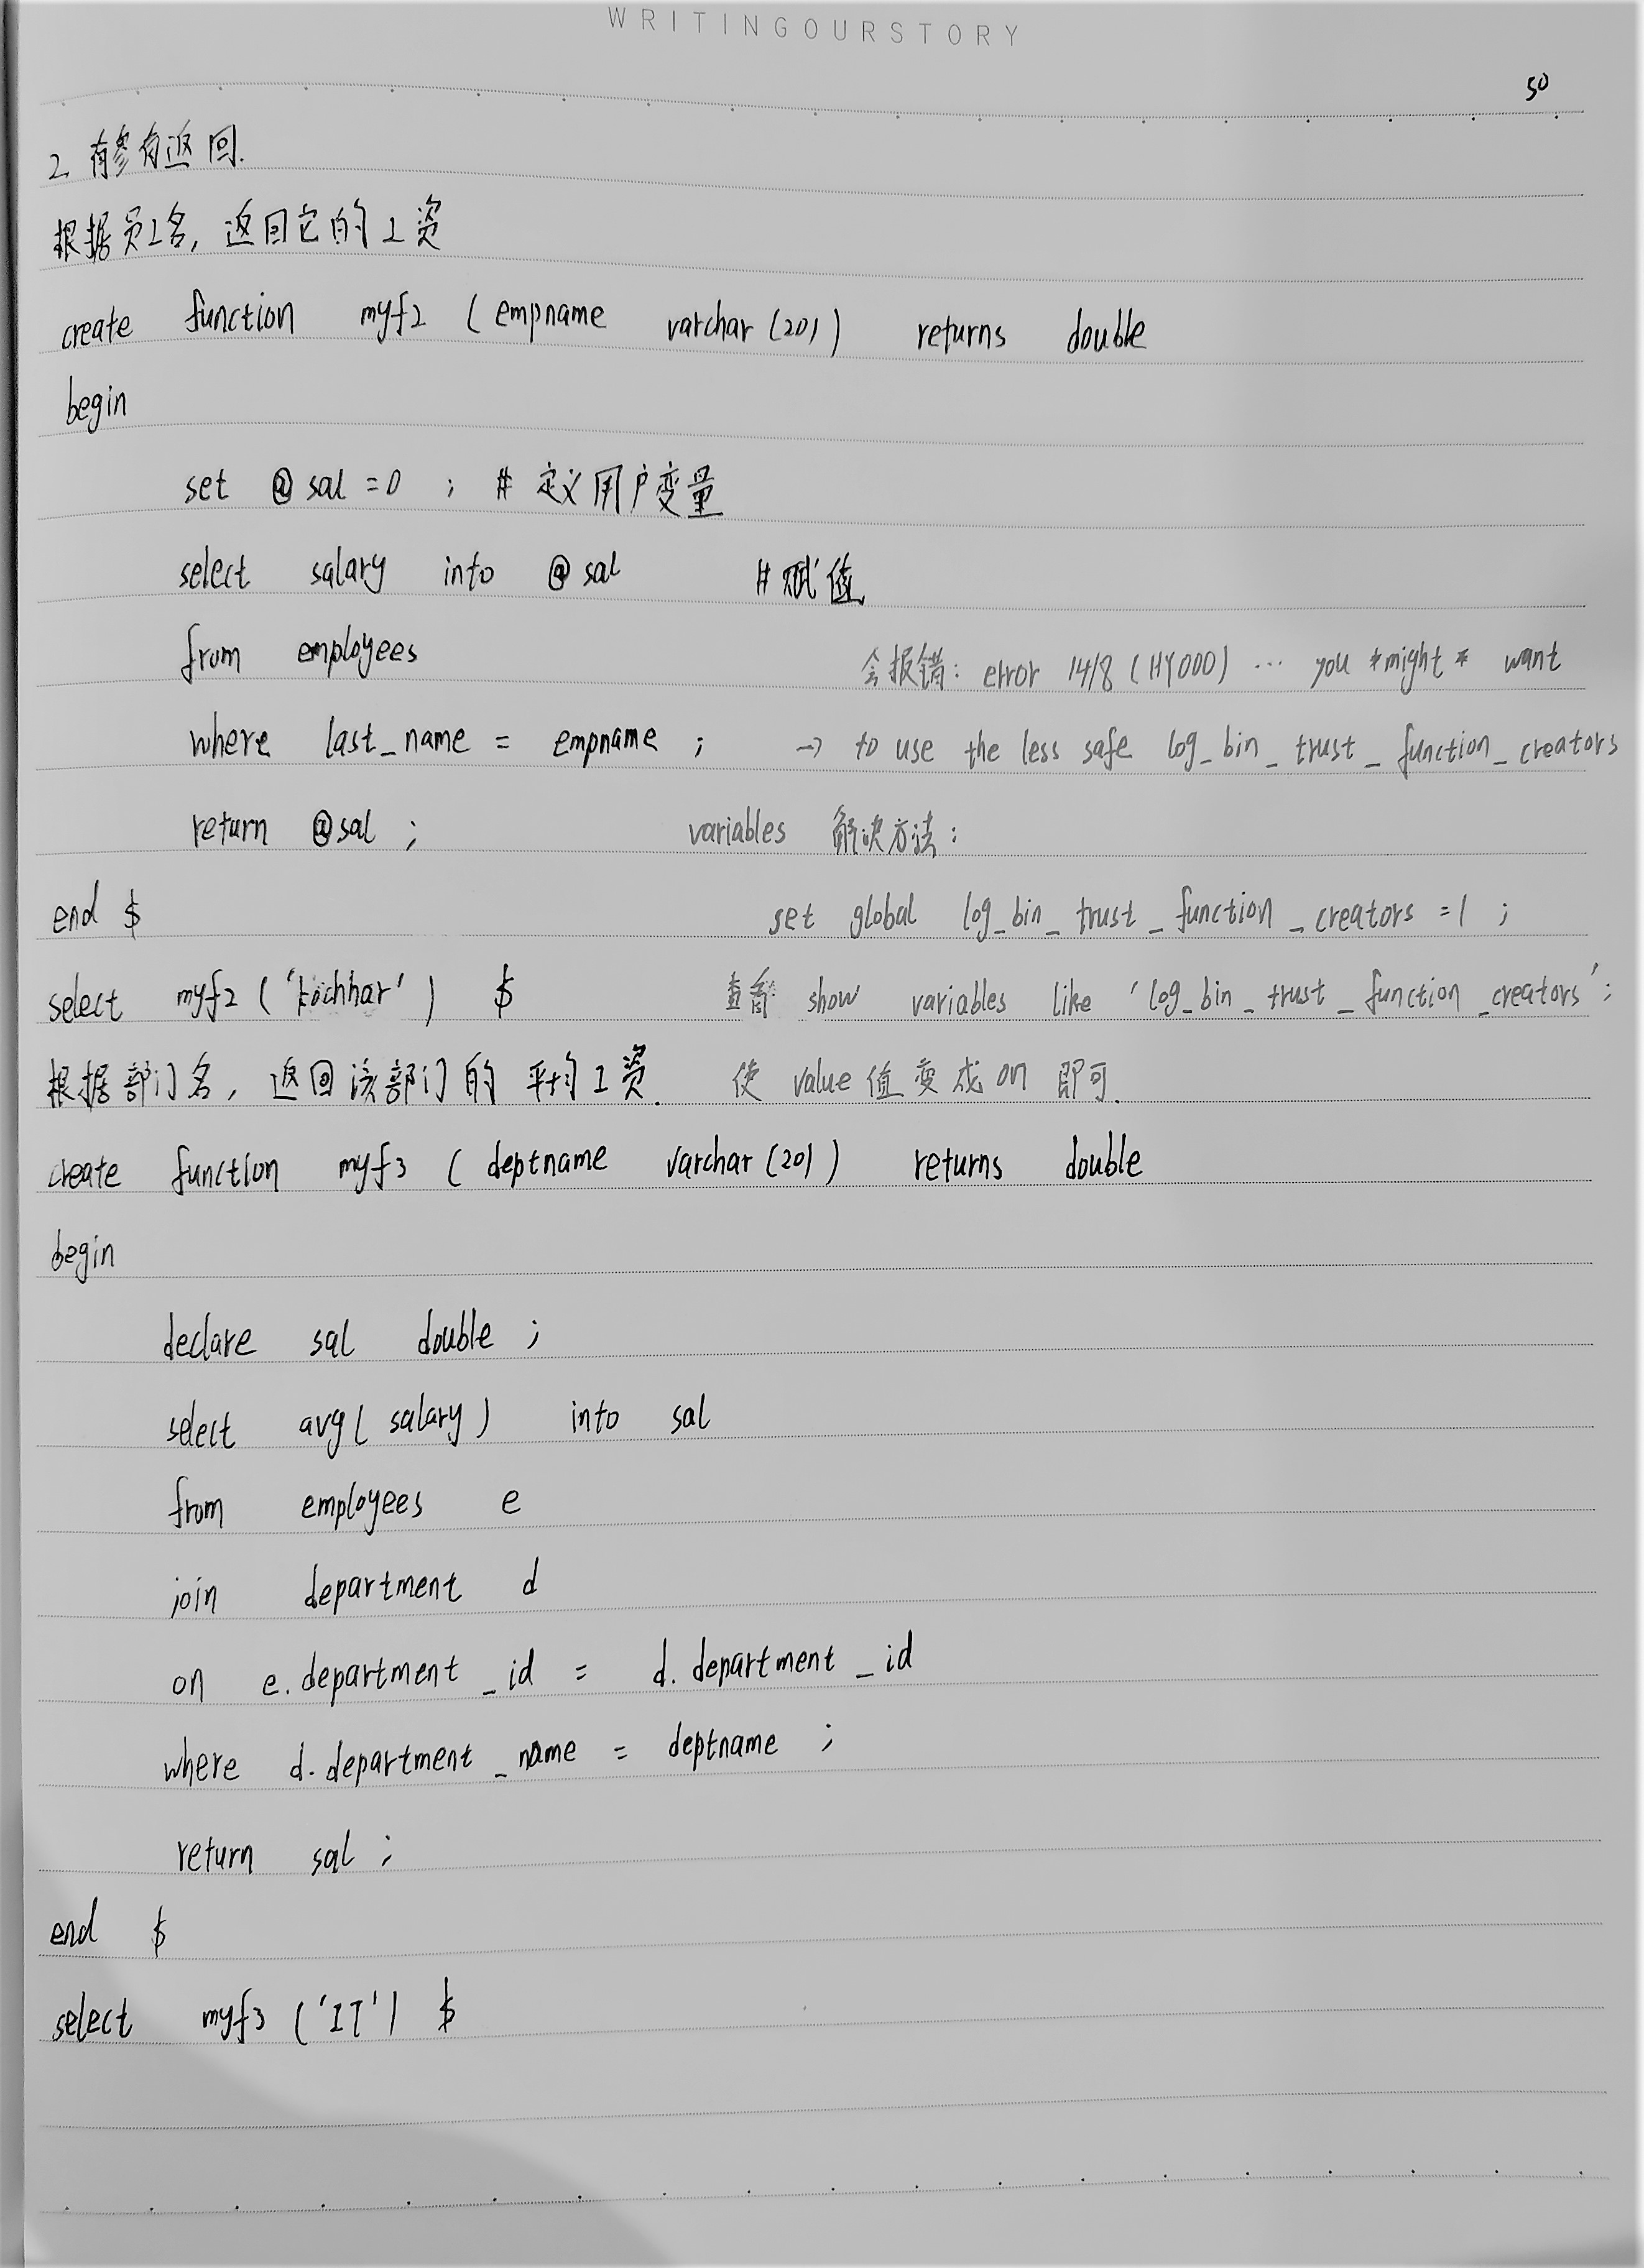 WRITINGOURSTORY
50
2. 有参有返回.
根据员工名, 返回它的工资
create function myf2 (empname varchar(20)) returns double
begin
set @sal=0 ; # 定义用户变量
select salary into @sal # 赋值
from employees 会报错: error 1418 (HY000) ... you *might* want
where last_name = empname ; → to use the less safe log_bin_trust_function_creators
return @sal ; variables 解决方法:
end $ set global log_bin_trust_function_creators =1 ;
select myf2 ('kochhar') $ 查看 show variables like 'log_bin_trust_function_creators';
根据部门名, 返回该部门的平均工资. 使 value值变成on 即可.
create function myf3 (deptname varchar(20)) returns double
begin
declare sal double ;
select avg(salary) into sal
from employees e
join department d
on e.department_id = d.department_id
where d.department_name = deptname ;
return sal ;
end $
select myf3 ('IT') $